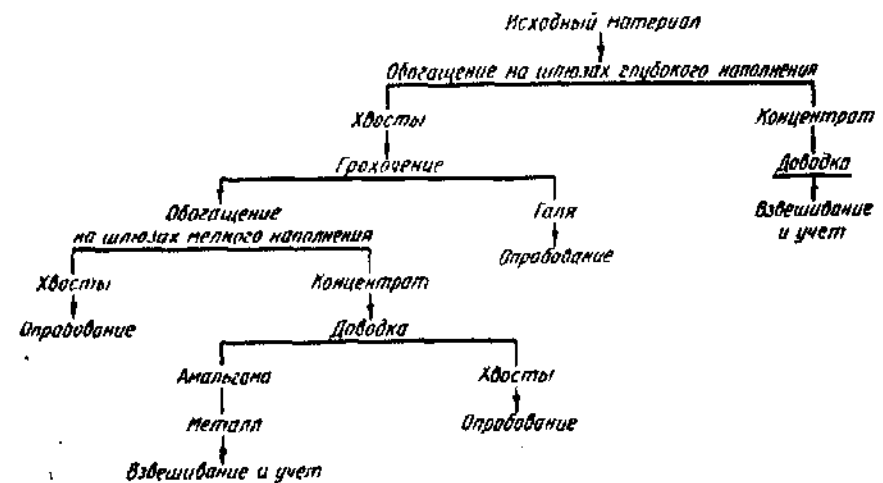 Исходный материал
Обогащение на шлюзах глубокого наполнения
Хвосты
Концентрат
Грохочение
Доводка
Обогащение
на шлюзах мелкого наполнения
Галя
Взвешивание
и учет
Опробование
Хвосты
Концентрат
Опробование
Доводка
Амальгама
Хвосты
Металл
Опробование
Взвешивание и учет